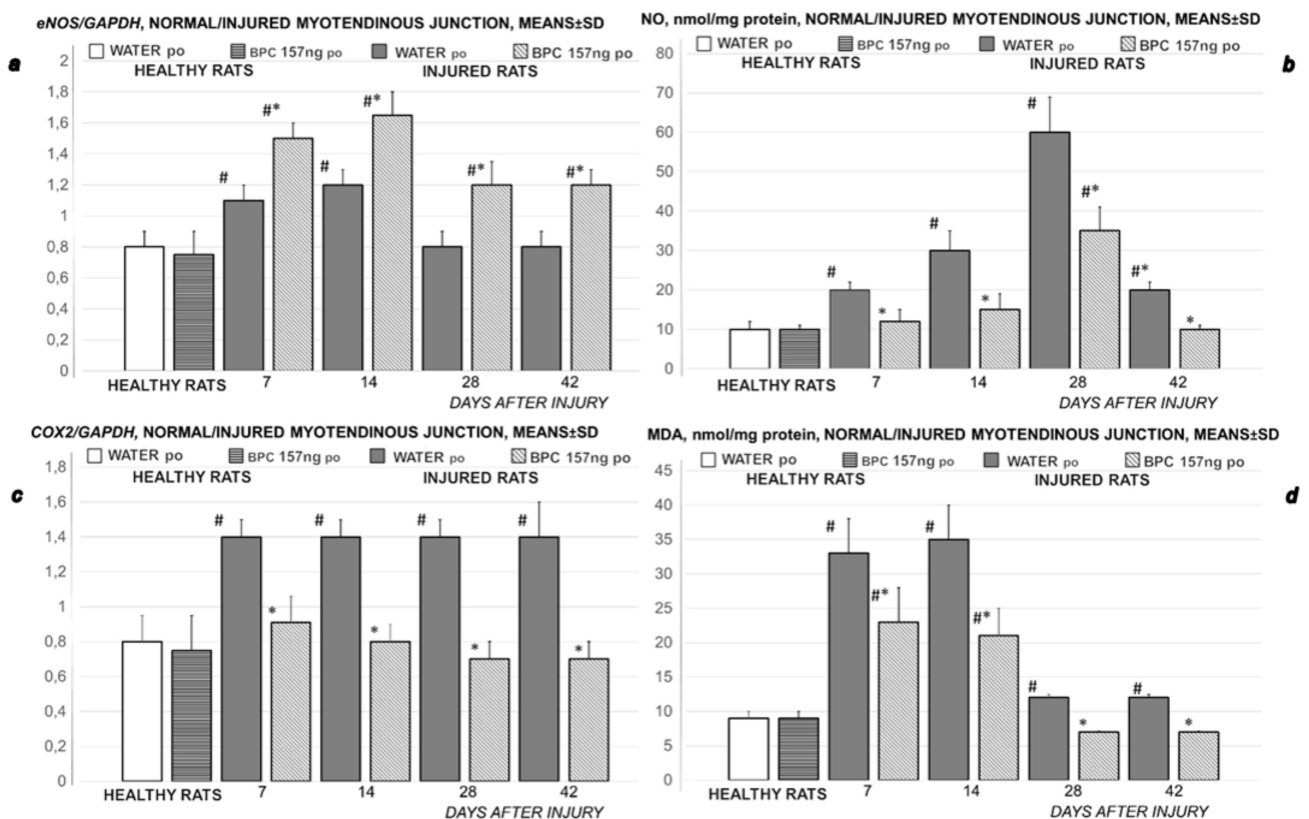 eNOS/GAPDH, NORMAL/INJURED MYOTENDINOUS JUNCTION, MEANS±SD
WATER po BPC 157ng po WATER po BPC 157ng po
HEALTHY RATS INJURED RATS
a
2
1,8
1,6
1,4
1,2
1
0,8
0,6
0,4
0,2
0
# #* # #* #* #*
HEALTHY RATS 7 14 28 42
DAYS AFTER INJURY
NO, nmol/mg protein, NORMAL/INJURED MYOTENDINOUS JUNCTION, MEANS±SD
WATER po BPC 157ng po WATER po BPC 157ng po
HEALTHY RATS INJURED RATS
b
80
70
60
50
40
30
20
10
0
# * # * # #* #* *
HEALTHY RATS 7 14 28 42
DAYS AFTER INJURY
COX2/GAPDH, NORMAL/INJURED MYOTENDINOUS JUNCTION, MEANS±SD
WATER po BPC 157ng po WATER po BPC 157ng po
HEALTHY RATS INJURED RATS
c
1,8
1,6
1,4
1,2
1
0,8
0,6
0,4
0,2
0
# * # * # * # *
HEALTHY RATS 7 14 28 42
DAYS AFTER INJURY
MDA, nmol/mg protein, NORMAL/INJURED MYOTENDINOUS JUNCTION, MEANS±SD
WATER po BPC 157ng po WATER po BPC 157ng po
HEALTHY RATS INJURED RATS
d
45
40
35
30
25
20
15
10
5
0
# #* # #* # * # *
HEALTHY RATS 7 14 28 42
DAYS AFTER INJURY